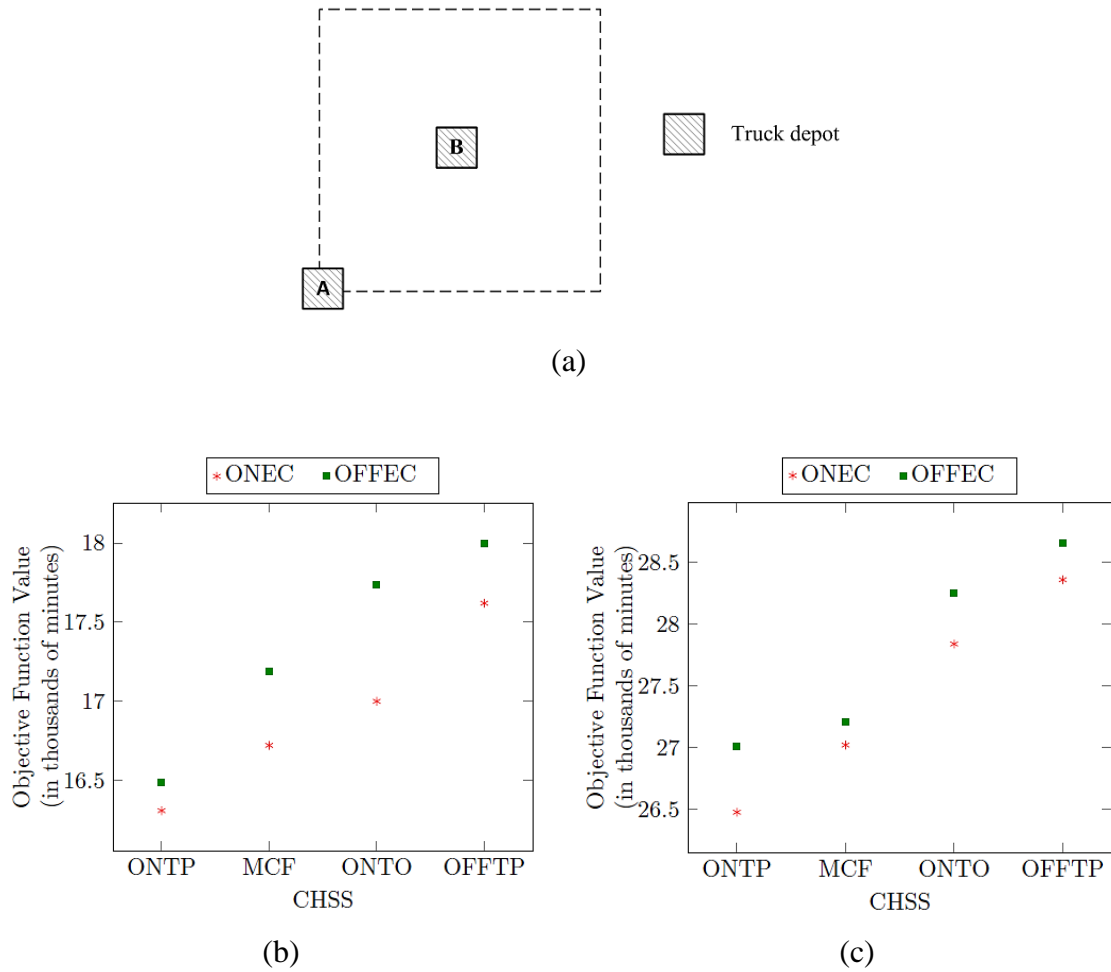 B
Truck depot
A
(a)
ONEC OFFEC
18
17.5
17
16.5
Objective Function Value
(in thousands of minutes)
ONTP MCF ONTO OFFTP
CHSS
(b)
ONEC OFFEC
28.5
28
27.5
27
26.5
Objective Function Value
(in thousands of minutes)
ONTP MCF ONTO OFFTP
CHSS
(c)